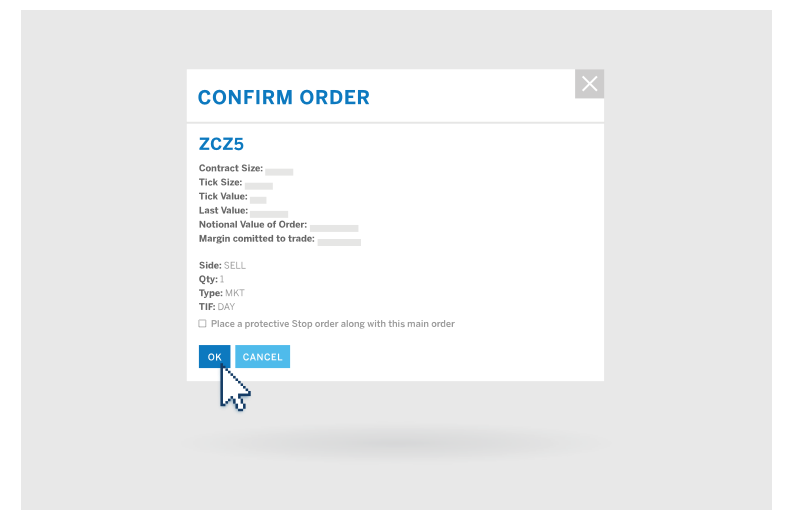 CONFIRM ORDER
ZCZ5
Contract Size:
Tick Size:
Tick Value:
Last Value:
Notional Value of Order:
Margin comitted to trade:
Side: SELL
Qty: 1
Type: MKT
TIF: DAY
Place a protective Stop order along with this main order
OK CANCEL